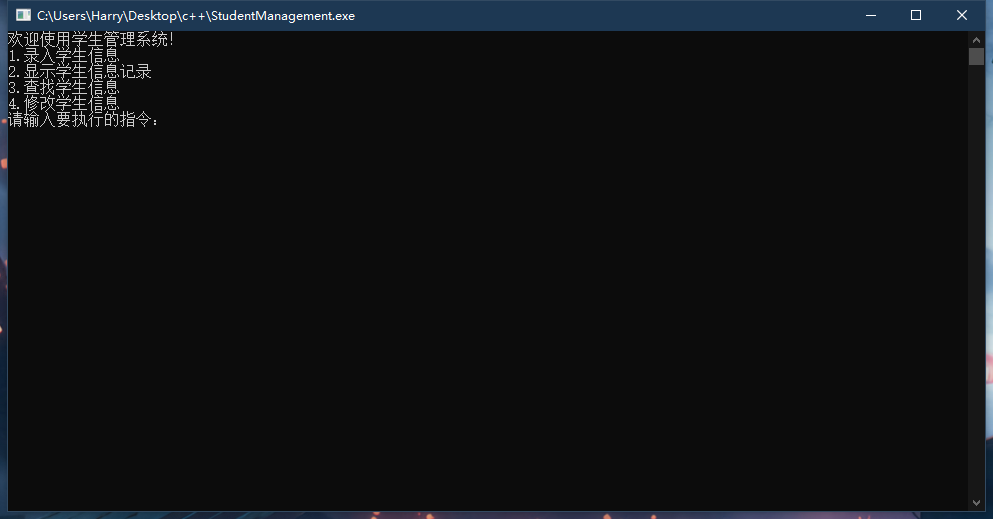 C:\Users\Harry\Desktop\c++\StudentManagement.exe
欢迎使用学生管理系统!
1.录入学生信息
2.显示学生信息记录
3.查找学生信息
4.修改学生信息
请输入要执行的指令: